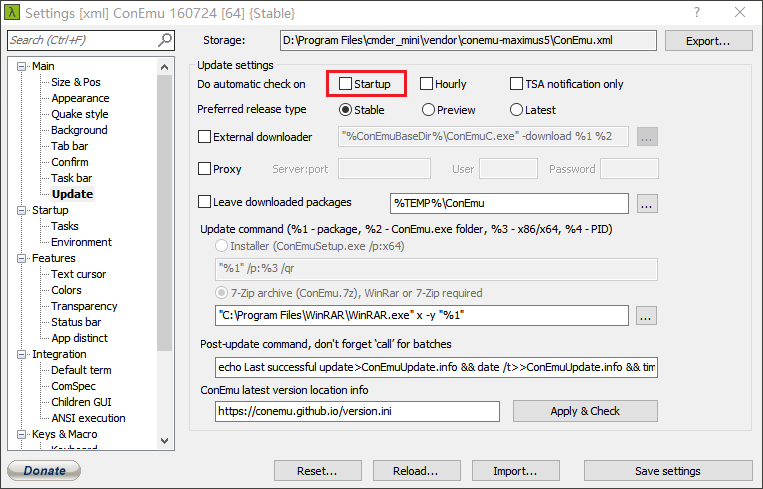 λ Settings [xml] ConEmu 160724 [64] {Stable} ? ×
Search (Ctrl+F)
Storage: D:\Program Files\cmder_mini\vendor\conemu-maximus5\ConEmu.xml Export...
Main
Size & Pos
Appearance
Quake style
Background
Tab bar
Confirm
Task bar
Update
Startup
Tasks
Environment
Features
Text cursor
Colors
Transparency
Status bar
App distinct
Integration
Default term
ComSpec
Children GUI
ANSI execution
Keys & Macro
Keyboard
Update settings
Do automatic check on Startup Hourly TSA notification only
Preferred release type Stable Preview Latest
External downloader "%ConEmuBaseDir%\ConEmuC.exe" -download %1 %2 ...
Proxy Server:port User Password
Leave downloaded packages %TEMP%\ConEmu ...
Update command (%1 - package, %2 - ConEmu.exe folder, %3 - x86/x64, %4 - PID)
Installer (ConEmuSetup.exe /p:x64)
"%1" /p:%3 /qr
7-Zip archive (ConEmu.7z), WinRar or 7-Zip required
"C:\Program Files\WinRAR\WinRAR.exe" x -y "%1" ...
Post-update command, don't forget ‘call’ for batches
echo Last successful update>ConEmuUpdate.info && date /t>>ConEmuUpdate.info && tim
ConEmu latest version location info
https://conemu.github.io/version.ini Apply & Check
Donate Reset... Reload... Import... Save settings